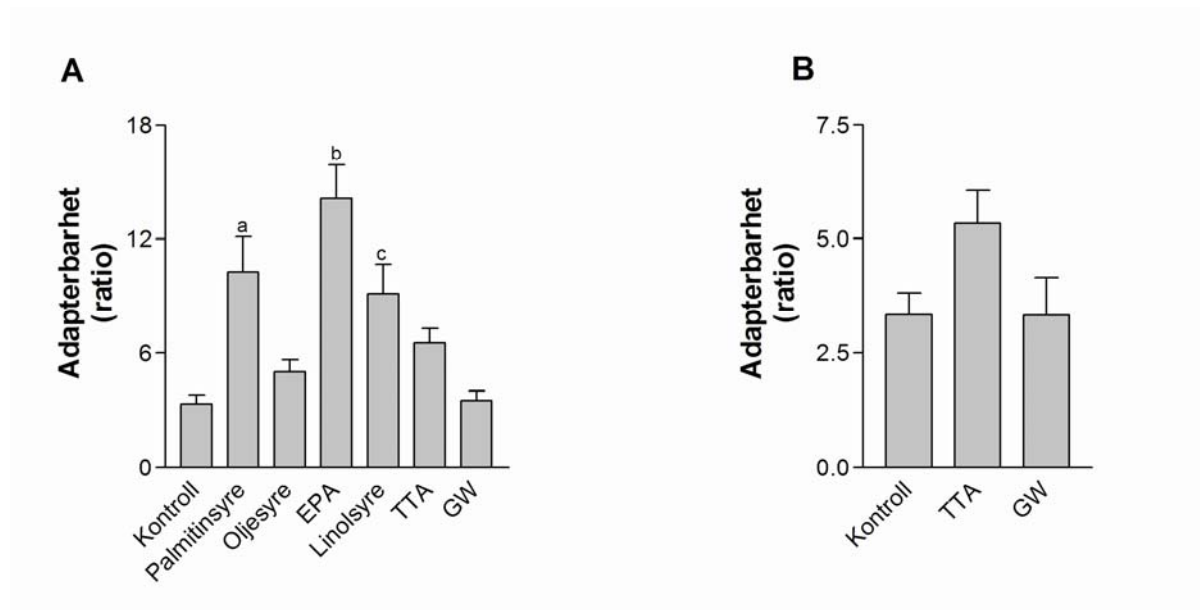 A
Adapterbarhet
(ratio)
18
12
6
0
a
b
c
Kontroll
Palmitinsyre
Oljesyre
EPA
Linolsyre
TTA
GW
B
Adapterbarhet
(ratio)
7.5
5.0
2.5
0.0
Kontroll
TTA
GW